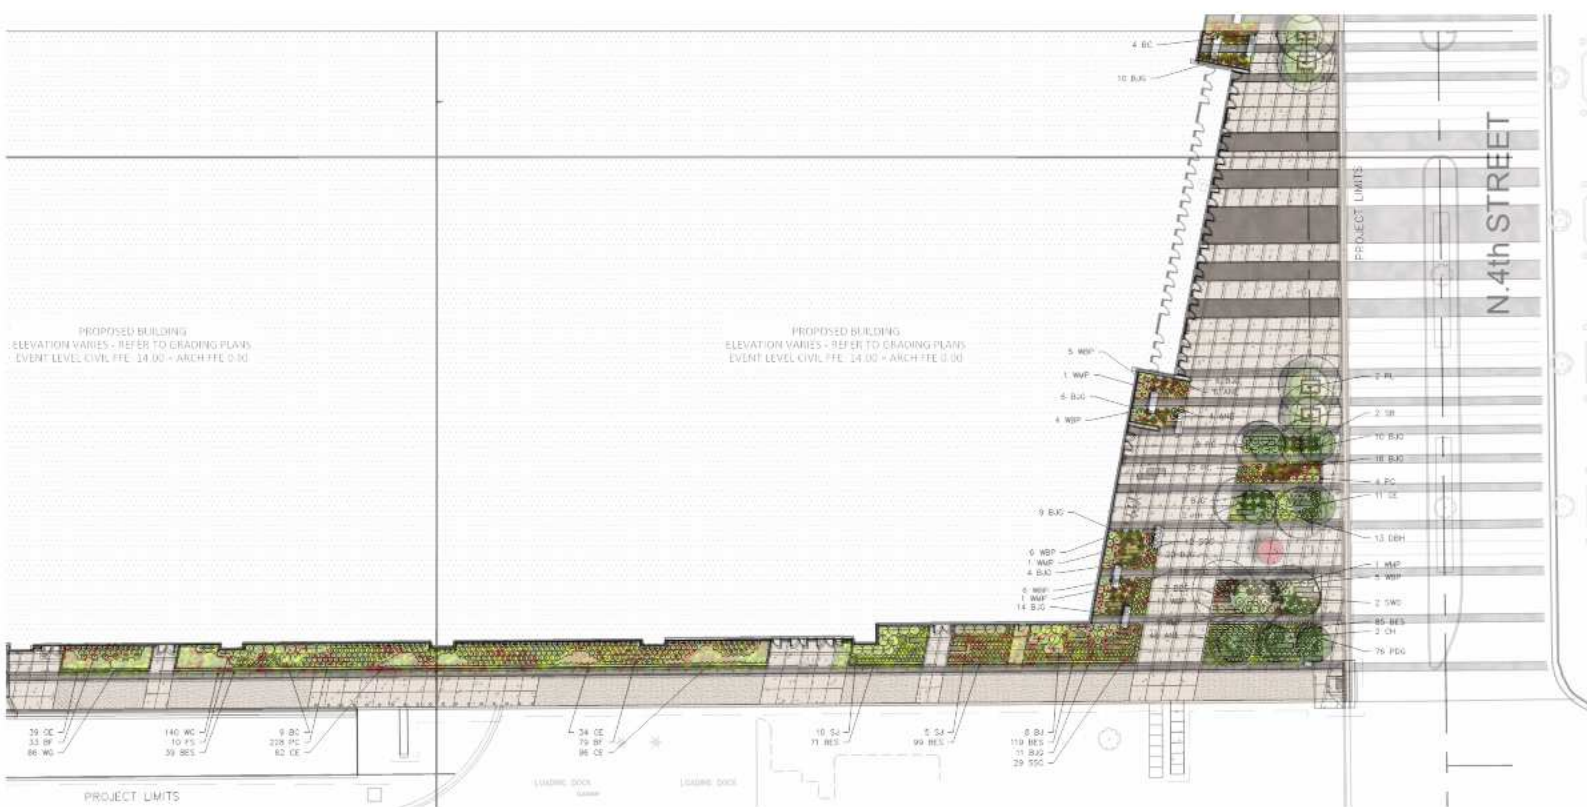 4 BC
10 BJG
N.4th STREET
PROJECT LIMITS
PROPOSED BUILDING
ELEVATION VARIES - REFER TO GRADING PLANS
EVENT LEVEL CIVIL FFE: 14.00 = ARCH FFE 0.00
PROPOSED BUILDING
ELEVATION VARIES - REFER TO GRADING PLANS
EVENT LEVEL CIVIL FFE: 14.00 = ARCH FFE 0.00
5 WBP
1 WMP
6 BJG
4 WBP
2 PL
2 SB
10 BJG
18 BJG
4 PC
11 CE
13 DBH
9 BJG
6 WBP
1 WMP
4 BJG
6 WBP
1 WMP
14 BJG
1 WMP
5 WBP
2 SWO
85 BES
2 CH
76 PDG
39 CE
33 BF
86 WG
140 WG
10 FS
39 BES
9 BC
228 PC
62 CE
34 CE
79 BF
96 CE
10 SJ
71 BES
5 SJ
99 BES
8 BJ
119 BES
11 BJG
29 SSG
LOADING DOCK
LOADING DOCK
PROJECT LIMITS